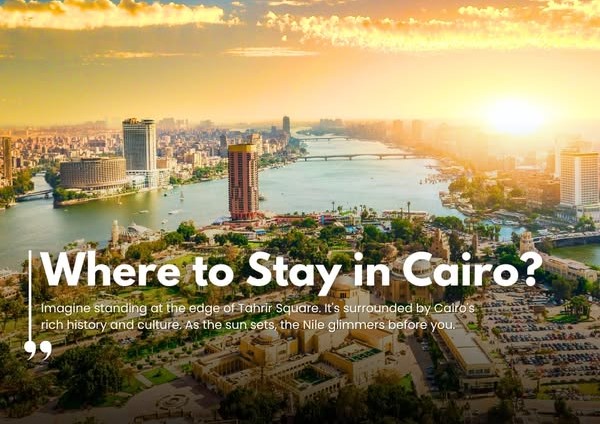 Where to Stay in Cairo?
Imagine standing at the edge of Tahrir Square. It's surrounded by Cairo's
rich history and culture. As the sun sets, the Nile glimmers before you.